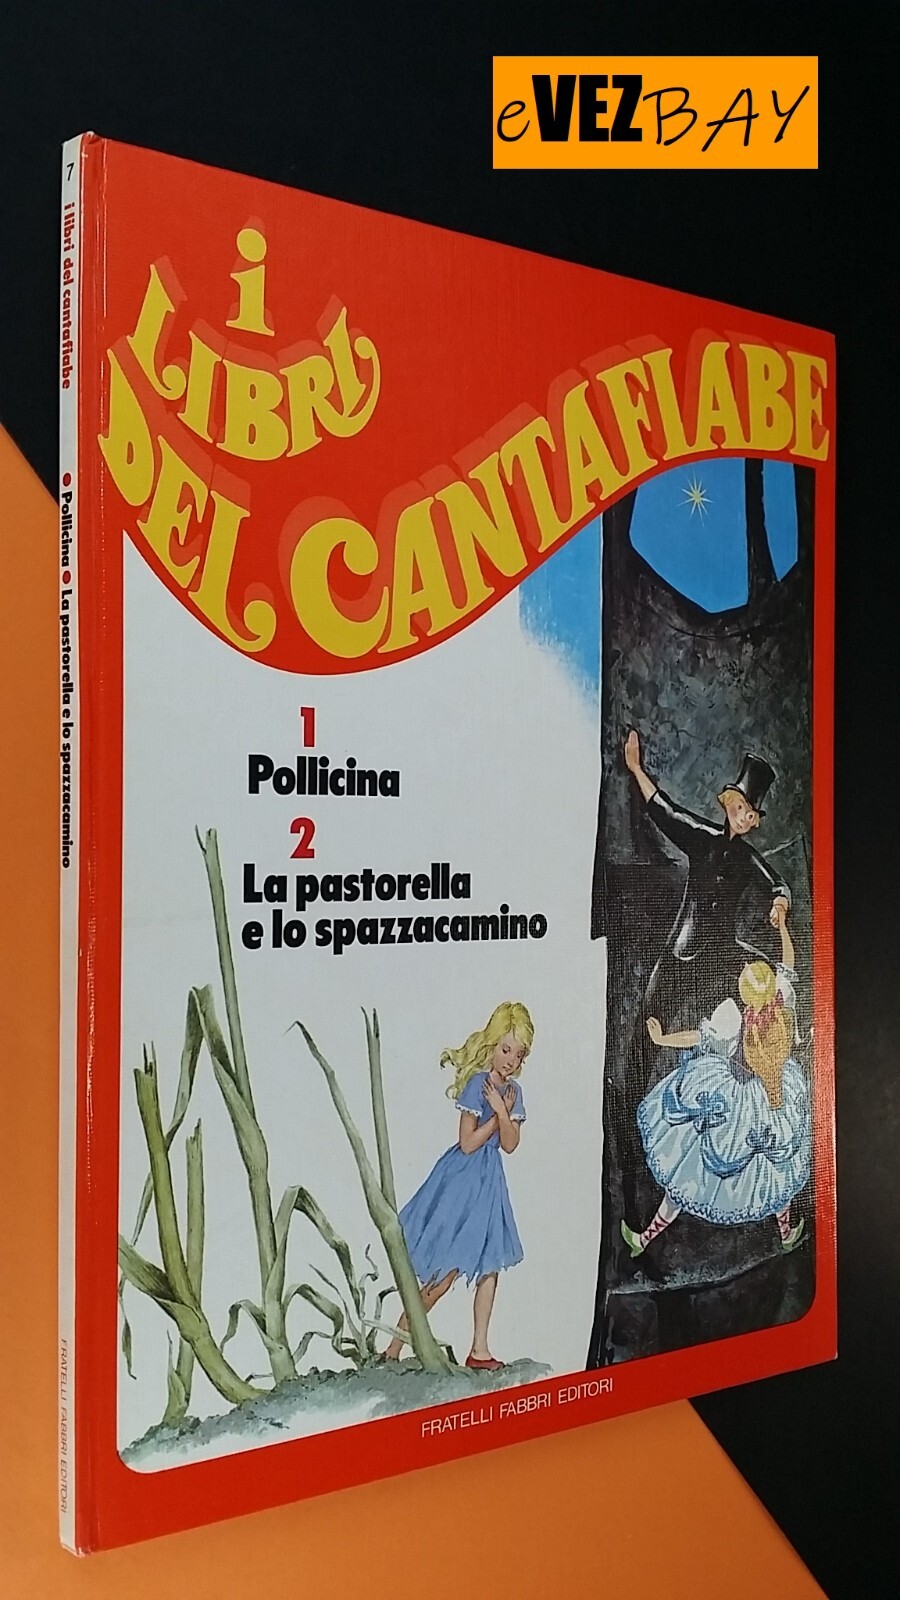 eVEZBAY
i
LIBRI
DEL CANTAFIABE
1
Pollicina
2
La pastorella
e lo spazzacamino
FRATELLI FABBRI EDITORI
7 i libri del cantafiabe • Pollicina • La pastorella e lo spazzacamino FRATELLI FABBRI EDITORI